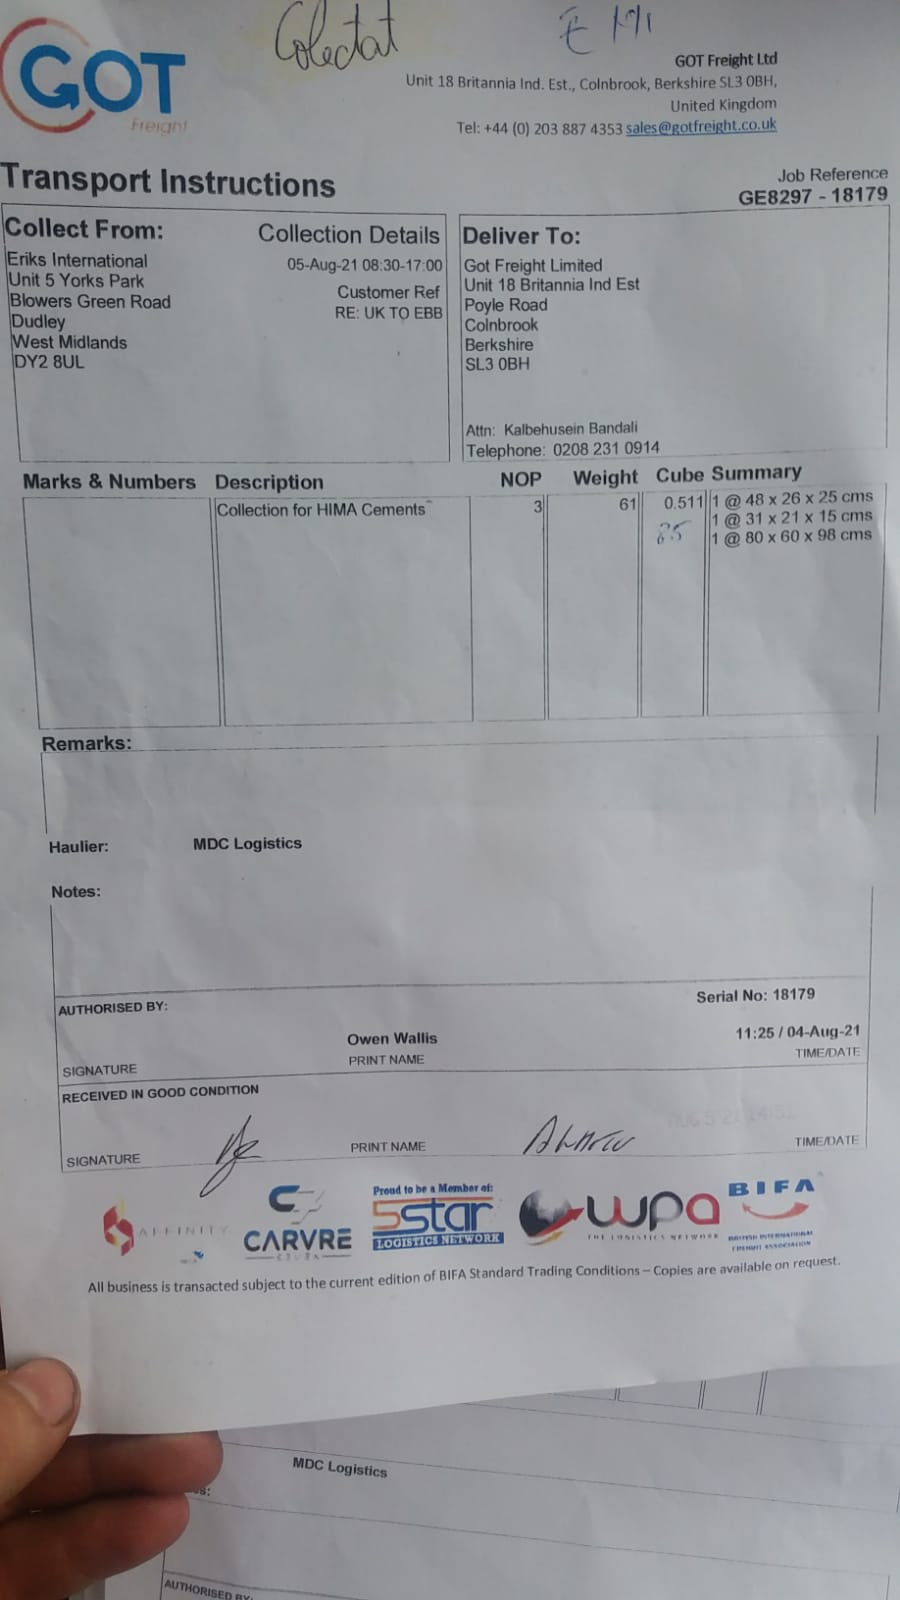 Colectat
GOT
Freight
GOT Freight Ltd
Unit 18 Britannia Ind. Est., Colnbrook, Berkshire SL3 0BH,
United Kingdom
Tel: +44 (0) 203 887 4353 sales@gotfreight.co.uk
Transport Instructions
Job Reference
GE8297 - 18179
Collect From:
Eriks International
Unit 5 Yorks Park
Blowers Green Road
Dudley
West Midlands
DY2 8UL
Collection Details
05-Aug-21 08:30-17:00
Customer Ref
RE: UK TO EBB
Deliver To:
Got Freight Limited
Unit 18 Britannia Ind Est
Poyle Road
Colnbrook
Berkshire
SL3 0BH
Attn: Kalbehusein Bandali
Telephone: 0208 231 0914
Marks & Numbers Description NOP Weight Cube Summary
Collection for HIMA Cements 3 61 0.511 1 @ 48 x 26 x 25 cms
1 @ 31 x 21 x 15 cms
85
1 @ 80 x 60 x 98 cms
Remarks:
Haulier: MDC Logistics
Notes:
AUTHORISED BY:
Serial No: 18179
Owen Wallis 11:25 / 04-Aug-21
SIGNATURE PRINT NAME TIME/DATE
RECEIVED IN GOOD CONDITION
SIGNATURE PRINT NAME TIME/DATE
AFFINITY
CARVRE
Proud to be a Member of:
5star
LOGISTICS NETWORK
wpa
THE LOGISTICS NETWORK
BIFA
BRITISH INTERNATIONAL
FREIGHT ASSOCIATION
All business is transacted subject to the current edition of BIFA Standard Trading Conditions – Copies are available on request.
MDC Logistics
AUTHORISED BY: